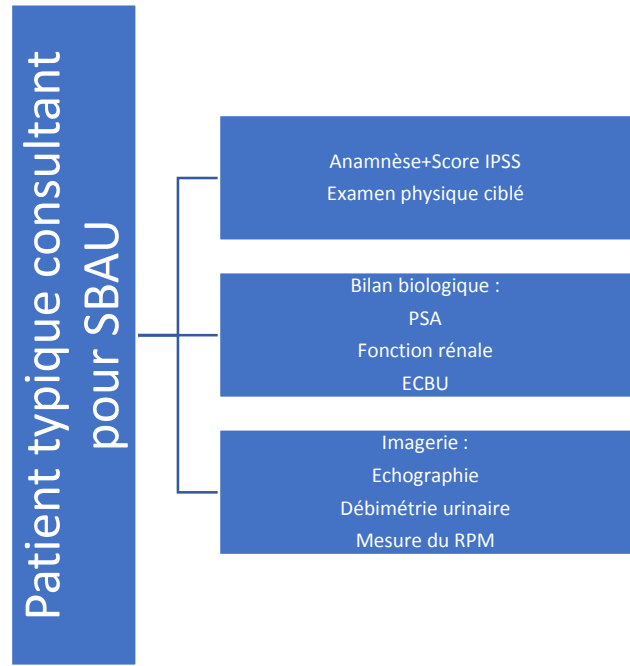 Patient typique consultant
pour SBAU
Anamnèse+Score IPSS
Examen physique ciblé
Bilan biologique :
PSA
Fonction rénale
ECBU
Imagerie :
Echographie
Débimétrie urinaire
Mesure du RPM